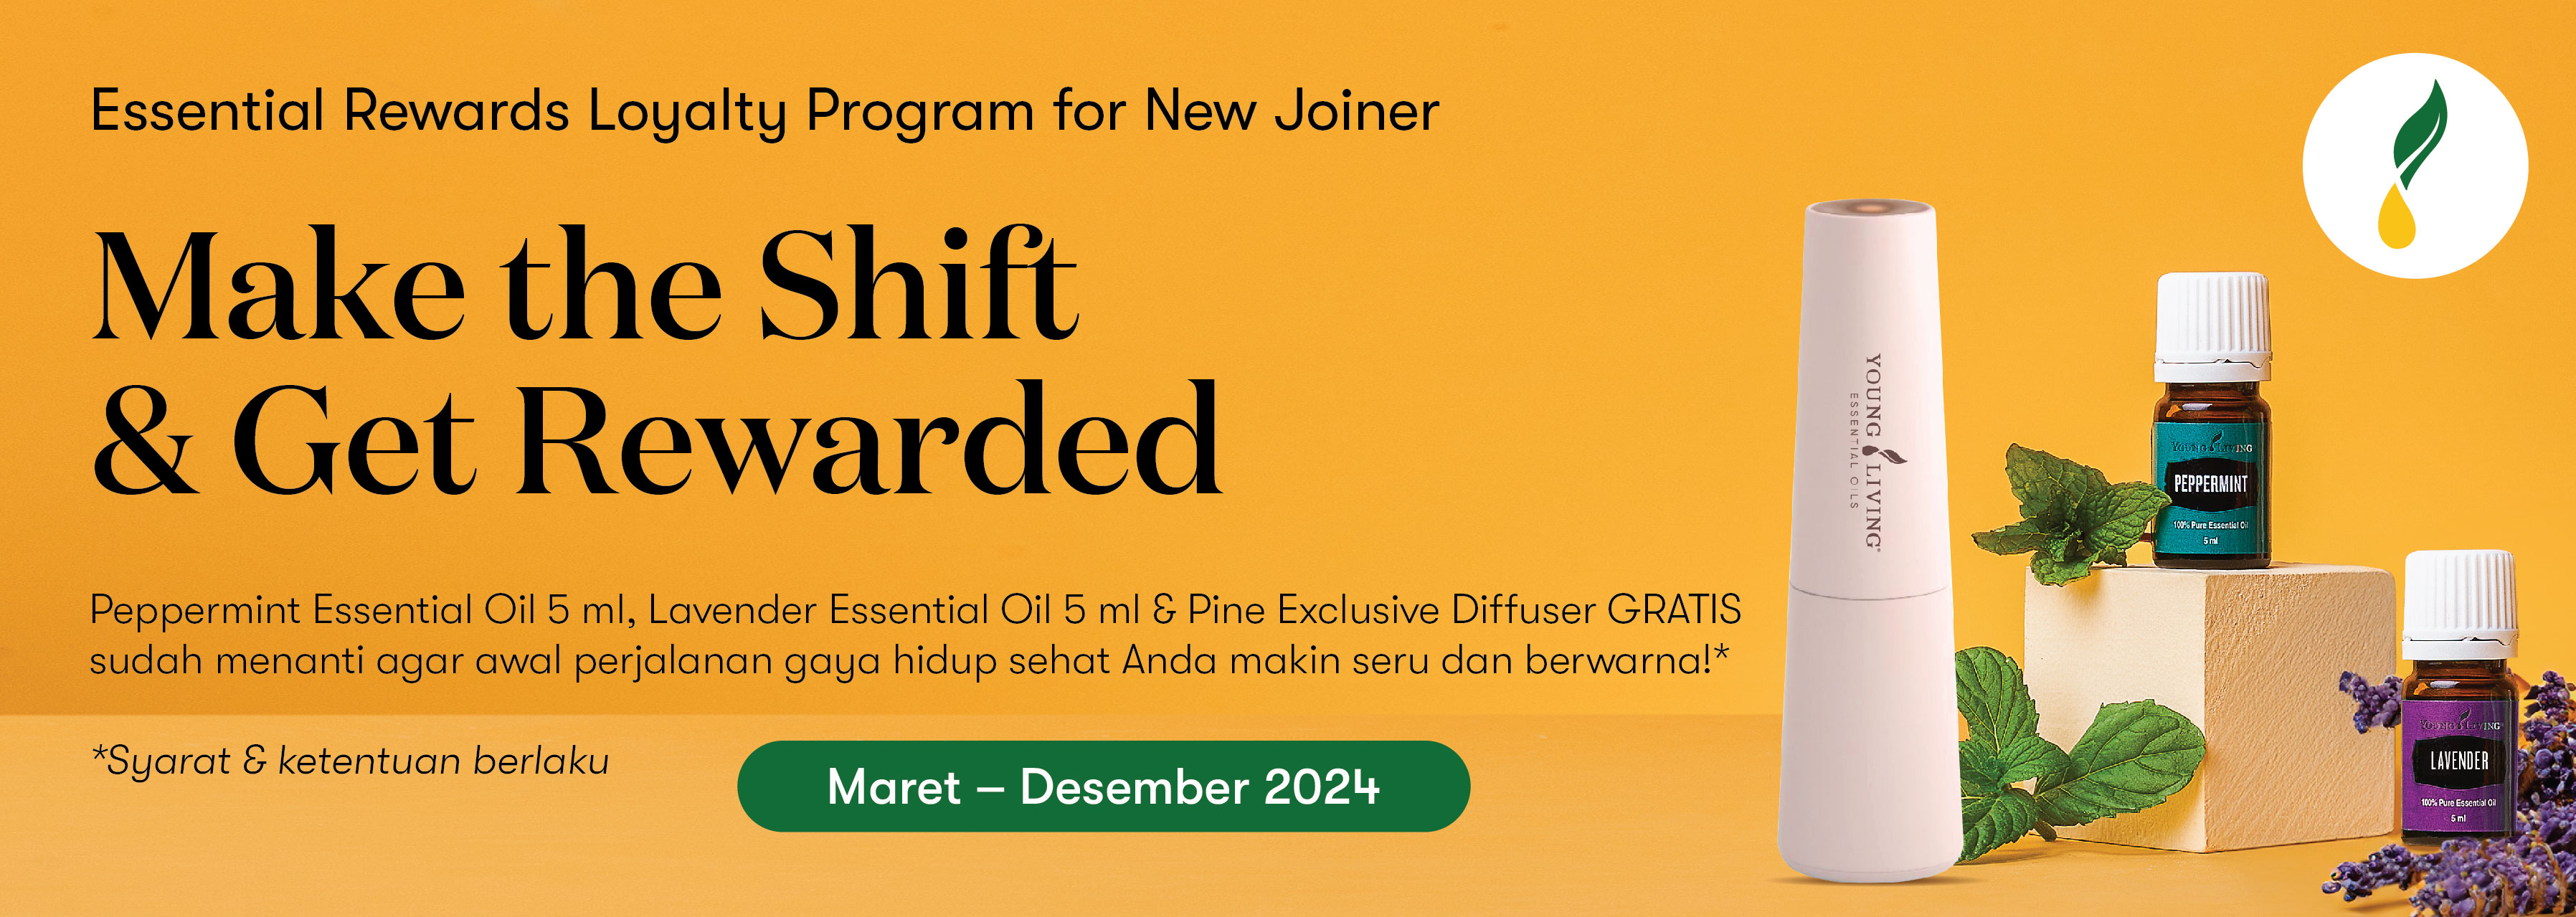 Essential Rewards Loyalty Program for New Joiner
Make the Shift
& Get Rewarded
Peppermint Essential Oil 5 ml, Lavender Essential Oil 5 ml & Pine Exclusive Diffuser GRATIS
sudah menanti agar awal perjalanan gaya hidup sehat Anda makin seru dan berwarna!*
*Syarat & ketentuan berlaku
Maret – Desember 2024
YOUNG LIVING®
ESSENTIAL OILS
YOUNG LIVING
PEPPERMINT
100% Pure Essential Oil
5 ml
YOUNG LIVING
LAVENDER
100% Pure Essential Oil
5 ml